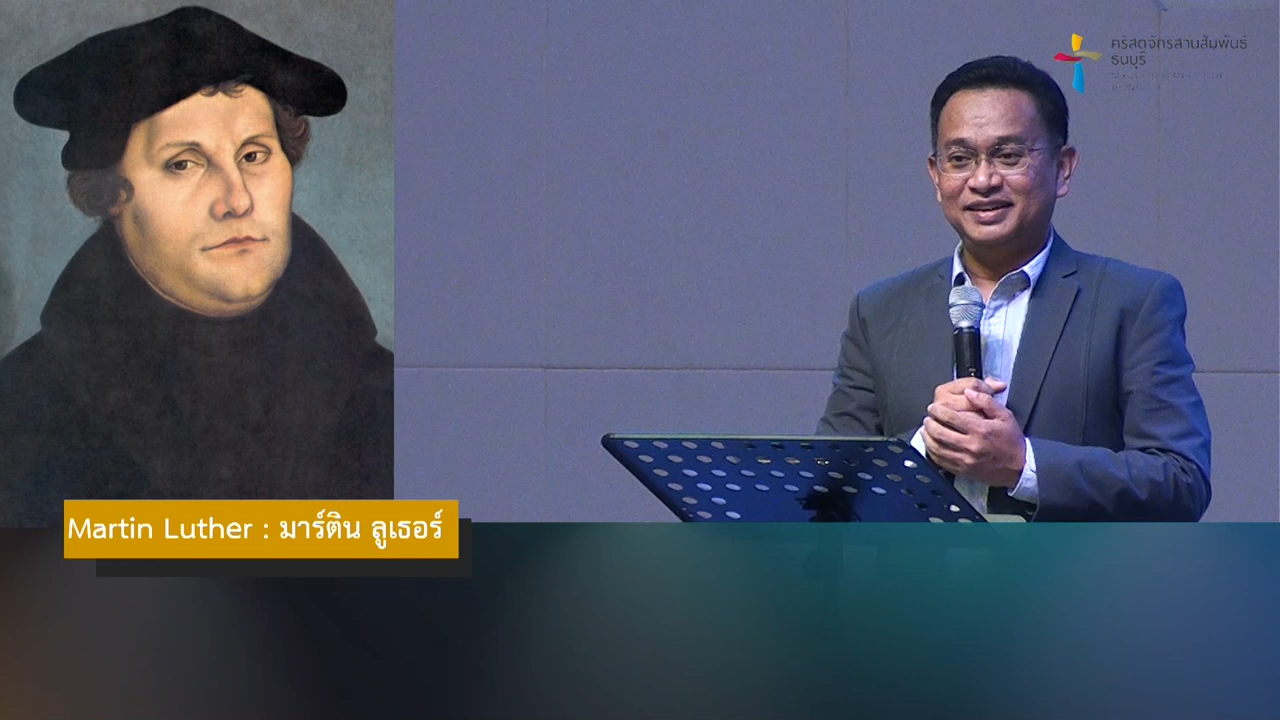 คริสตจักรสานสัมพันธ์
ธนบุรี
Martin Luther : มาร์ติน ลูเธอร์